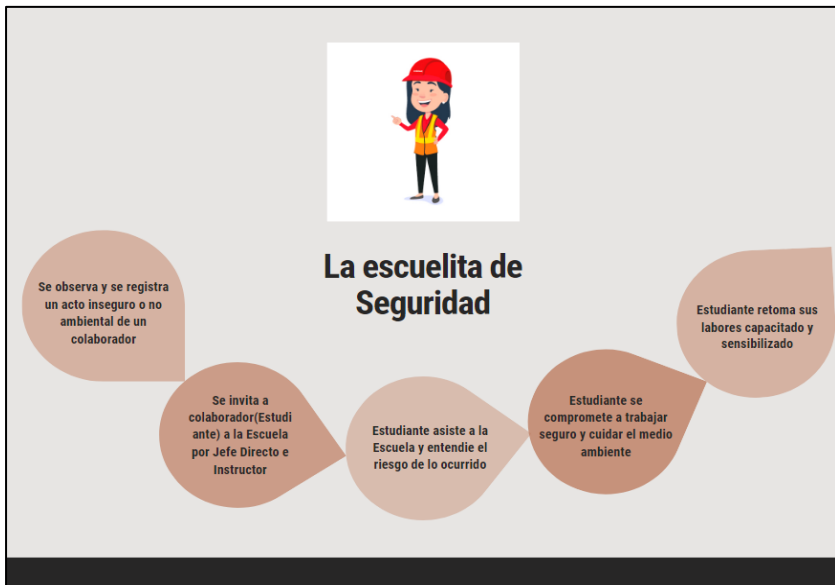 La escuelita de
Seguridad
Se observa y se registra
un acto inseguro o no
ambiental de un
colaborador
Se invita a
colaborador(Estudi
ante) a la Escuela
por Jefe Directo e
Instructor
Estudiante asiste a la
Escuela y entendie el
riesgo de lo ocurrido
Estudiante se
compromete a trabajar
seguro y cuidar el medio
ambiente
Estudiante retoma sus
labores capacitado y
sensibilizado